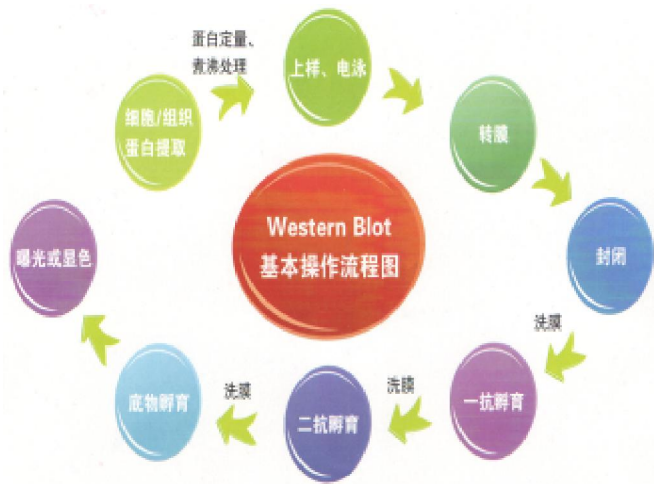 蛋白定量、
煮沸处理
上样、电泳
细胞/组织
蛋白提取
转膜
Western Blot
基本操作流程图
曝光或显色
封闭
洗膜
洗膜
洗膜
底物孵育
二抗孵育
一抗孵育